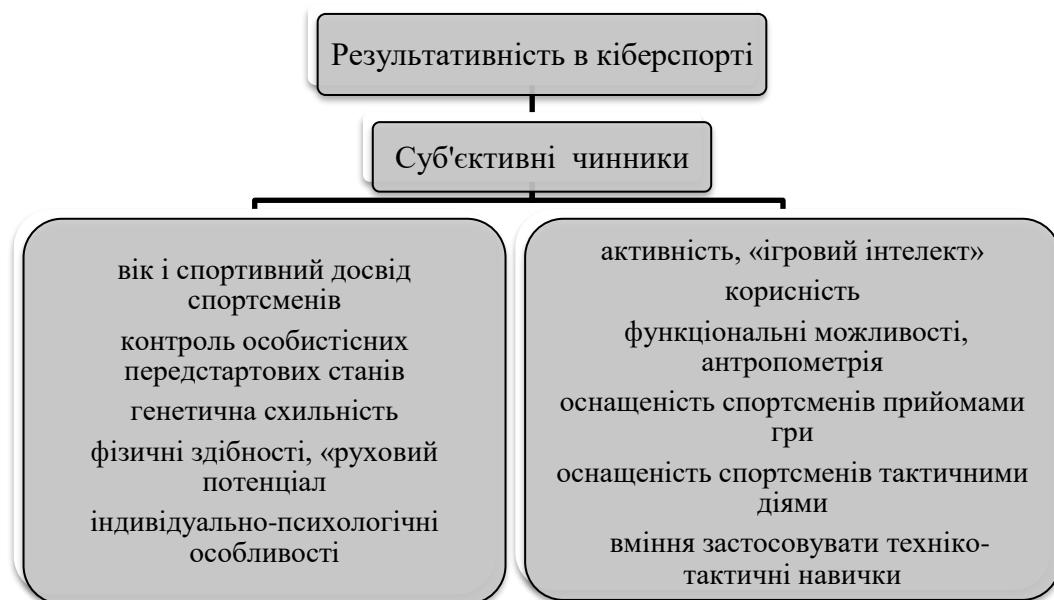 Результативність в кіберспорті
Суб'єктивні чинники
вік і спортивний досвід
спортсменів
контроль особистісних
передстартових станів
генетична схильність
фізичні здібності, «руховий
потенціал
індивідуально-психологічні
особливості
активність, «ігровий інтелект»
корисність
функціональні можливості,
антропометрія
оснащеність спортсменів прийомами
гри
оснащеність спортсменів тактичними
діями
вміння застосовувати техніко-
тактичні навички